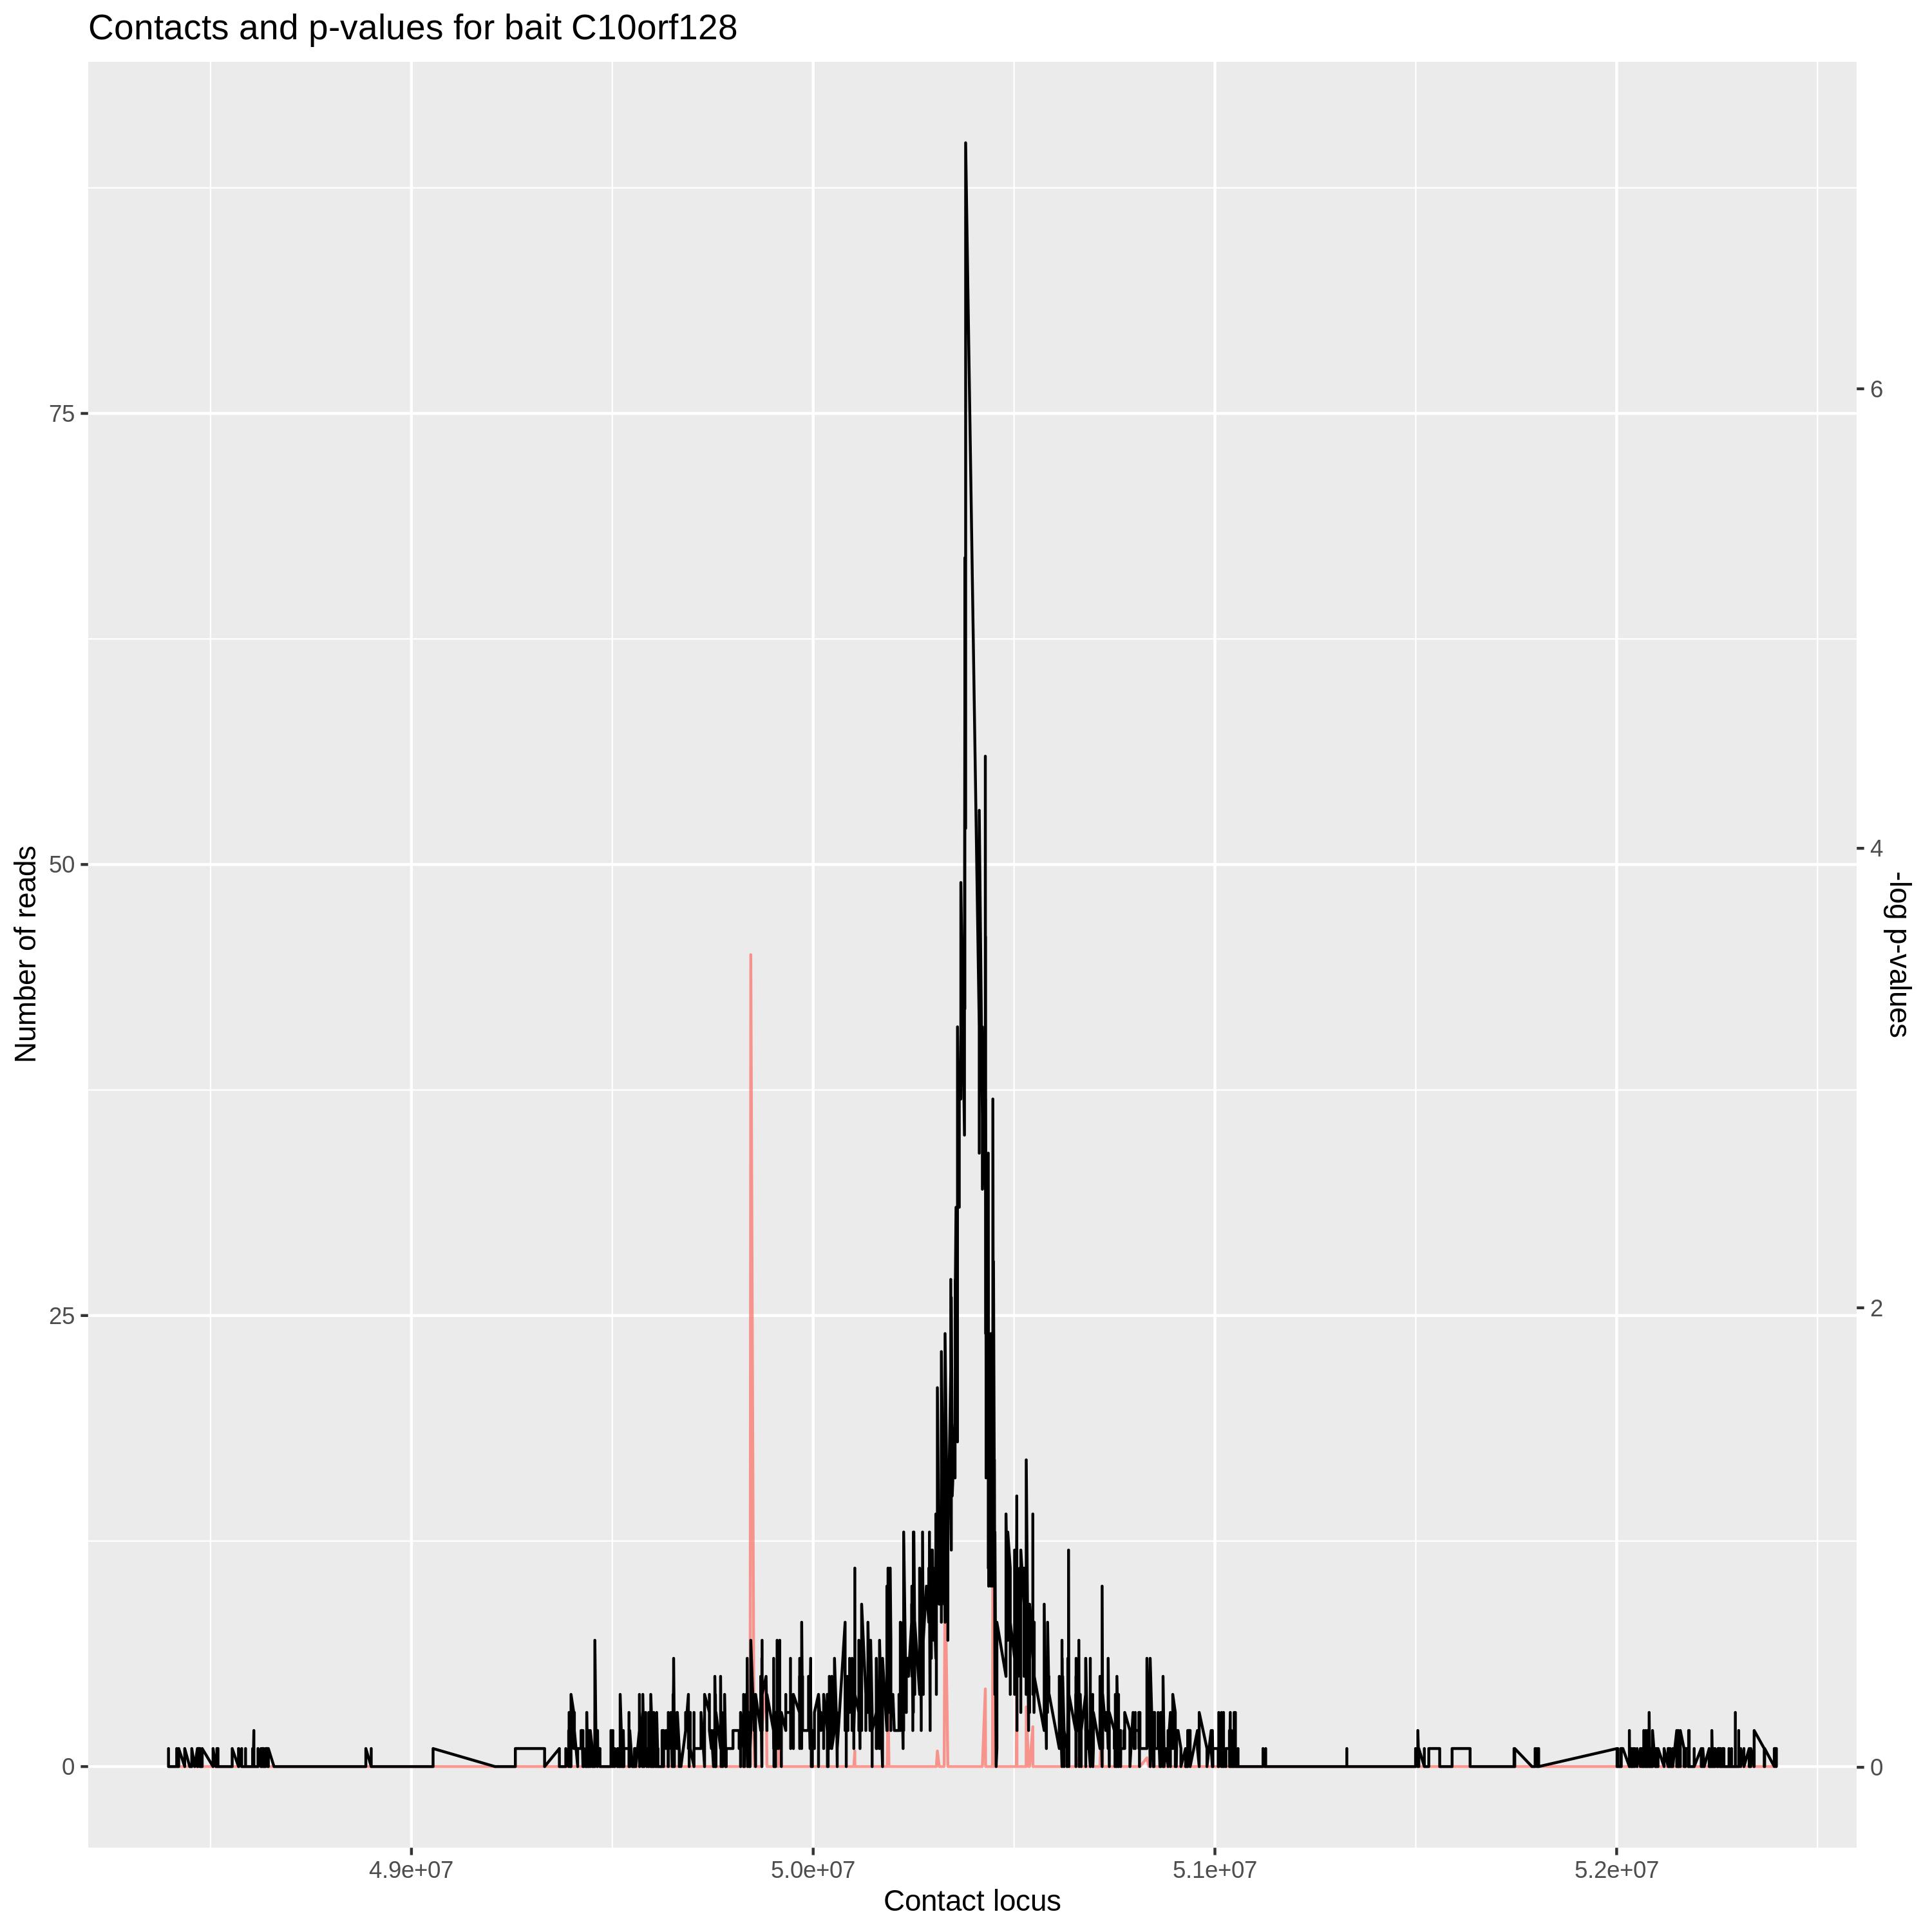 Contacts and p-values for bait C10orf128
Number of reads
75
50
25
0
6
4
2
0
-log p-values
4.9e+07
5.0e+07
5.1e+07
5.2e+07
Contact locus